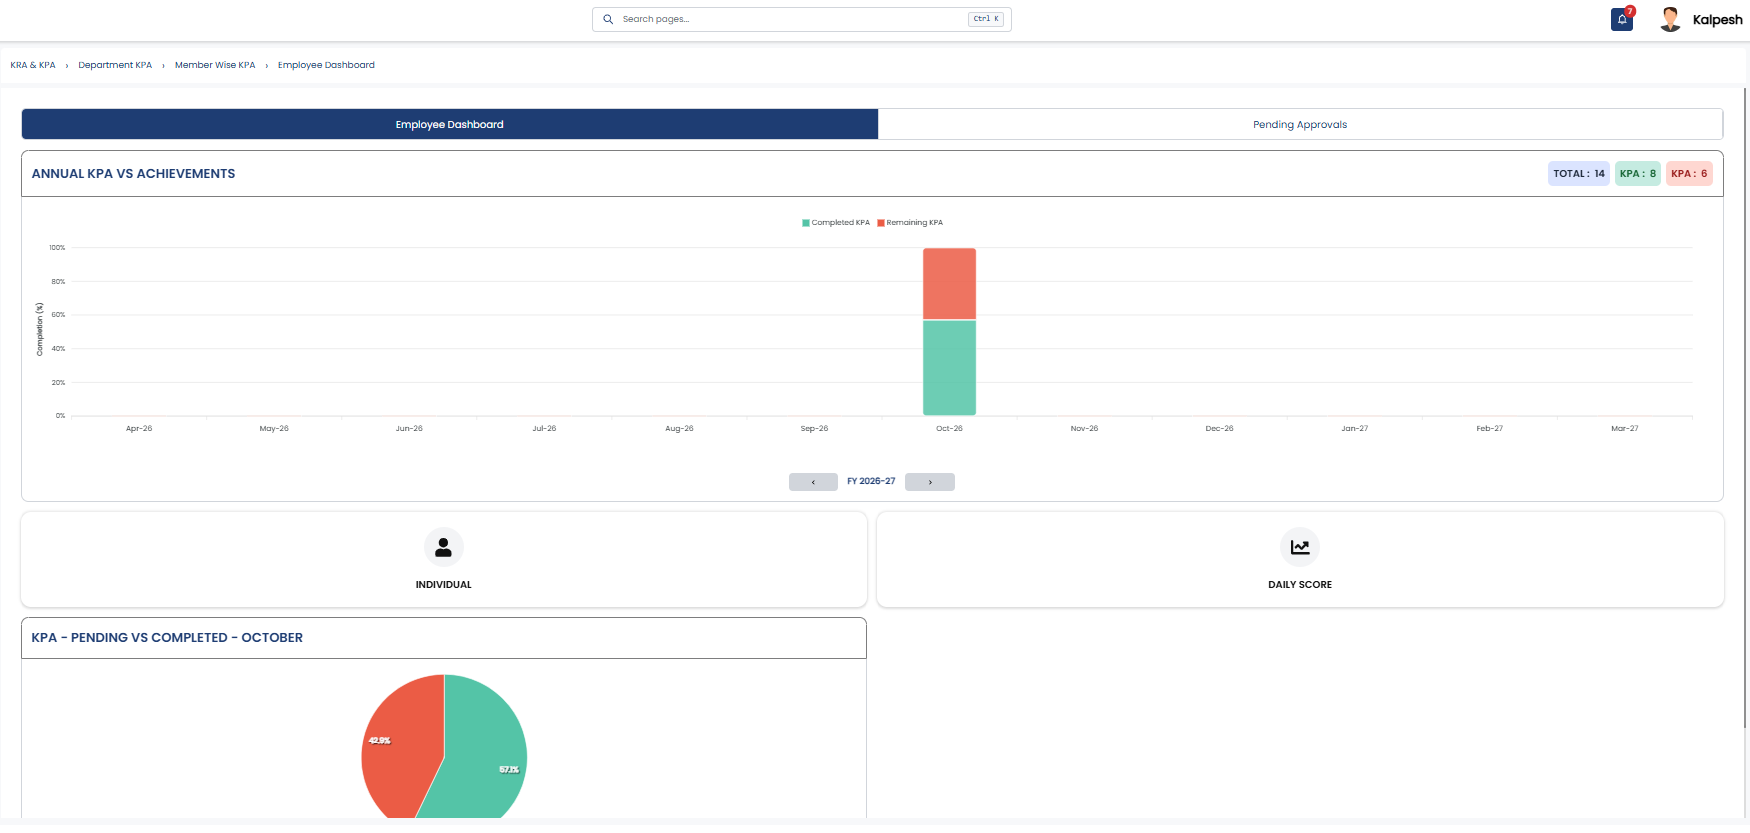 Search pages...
Ctrl K
7
Kalpesh
KRA & KPA › Department KPA › Member Wise KPA › Employee Dashboard
Employee Dashboard
Pending Approvals
ANNUAL KPA VS ACHIEVEMENTS
TOTAL : 14
KPA : 8
KPA : 6
Completed KPA
Remaining KPA
Completion (%)
100%
80%
60%
40%
20%
0%
Apr-26
May-26
Jun-26
Jul-26
Aug-26
Sep-26
Oct-26
Nov-26
Dec-26
Jan-27
Feb-27
Mar-27
‹
FY 2026-27
›
INDIVIDUAL
DAILY SCORE
KPA - PENDING VS COMPLETED - OCTOBER
42.9%
57.1%